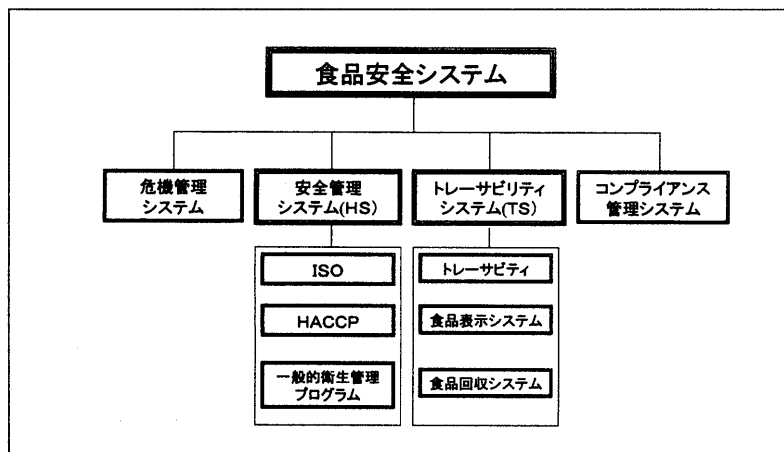 食品安全システム
危機管理
システム
安全管理
システム(HS)
トレーサビリティ
システム(TS)
コンプライアンス
管理システム
ISO
HACCP
一般的衛生管理
プログラム
トレーサビティ
食品表示システム
食品回収システム